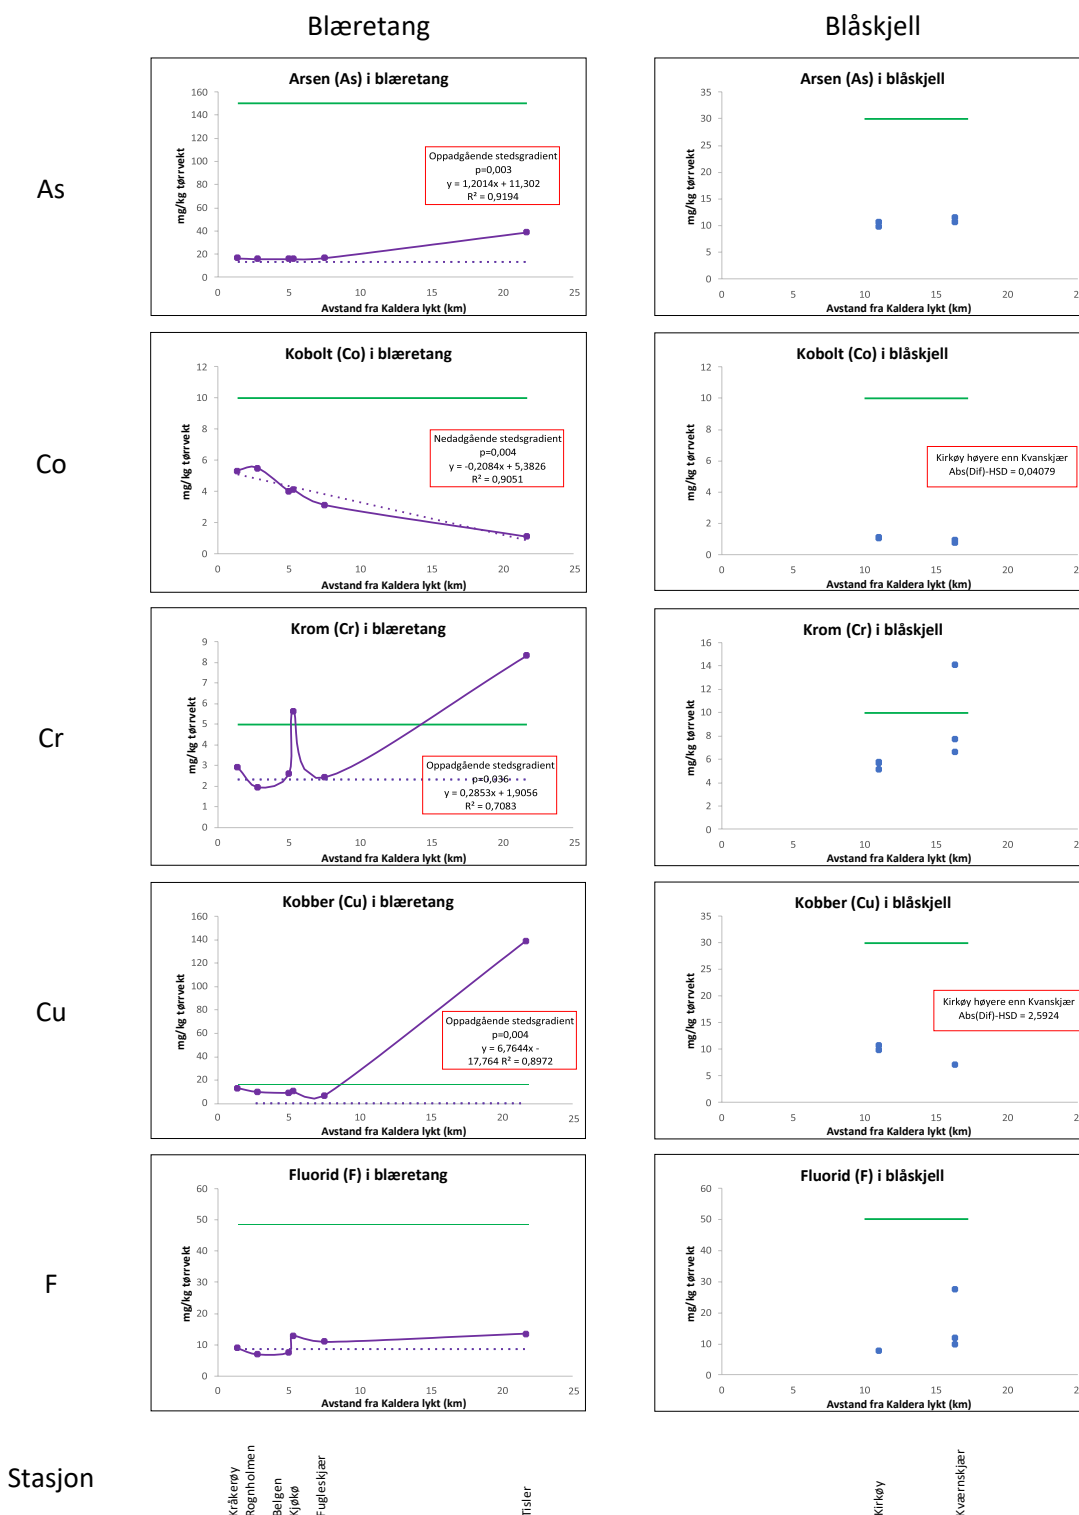 Blæretang
Blåskjell
As
Arsen (As) i blæretang
mg/kg tørrvekt
160
140
120
100
80
60
40
20
0
Oppadgående stedsgradient
p=0,003
y = 1,2014x + 11,302
R² = 0,9194
0 5 10 15 20 25
Avstand fra Kaldera lykt (km)
Arsen (As) i blåskjell
mg/kg tørrvekt
35
30
25
20
15
10
5
0
0 5 10 15 20
Avstand fra Kaldera lykt (km)
Co
Kobolt (Co) i blæretang
mg/kg tørrvekt
12
10
8
6
4
2
0
Nedadgående stedsgradient
p=0,004
y = -0,2084x + 5,3826
R² = 0,9051
0 5 10 15 20 25
Avstand fra Kaldera lykt (km)
Kobolt (Co) i blåskjell
mg/kg tørrvekt
12
10
8
6
4
2
0
Kirkøy høyere enn Kvanskjær
Abs(Dif)-HSD = 0,04079
0 5 10 15 20
Avstand fra Kaldera lykt (km)
Cr
Krom (Cr) i blæretang
mg/kg tørrvekt
9
8
7
6
5
4
3
2
1
0
Oppadgående stedsgradient
p=0,036
y = 0,2853x + 1,9056
R² = 0,7083
0 5 10 15 20 25
Avstand fra Kaldera lykt (km)
Krom (Cr) i blåskjell
mg/kg tørrvekt
16
14
12
10
8
6
4
2
0
0 5 10 15 20
Avstand fra Kaldera lykt (km)
Cu
Kobber (Cu) i blæretang
mg/kg tørrvekt
160
140
120
100
80
60
40
20
0
Oppadgående stedsgradient
p=0,004
y = 6,7644x -
17,764 R² = 0,8972
0 5 10 15 20 25
Avstand fra Kaldera lykt (km)
Kobber (Cu) i blåskjell
mg/kg tørrvekt
35
30
25
20
15
10
5
0
Kirkøy høyere enn Kvanskjær
Abs(Dif)-HSD = 2,5924
0 5 10 15 20
Avstand fra Kaldera lykt (km)
F
Fluorid (F) i blæretang
mg/kg tørrvekt
60
50
40
30
20
10
0
0 5 10 15 20 25
Avstand fra Kaldera lykt (km)
Fluorid (F) i blåskjell
mg/kg tørrvekt
60
50
40
30
20
10
0
0 5 10 15 20
Avstand fra Kaldera lykt (km)
Stasjon
Kråkerøy
Rognholmen
Belgen
Kjøkø
Fugleskjær
Tisler
Kirkøy
Kværnskjær